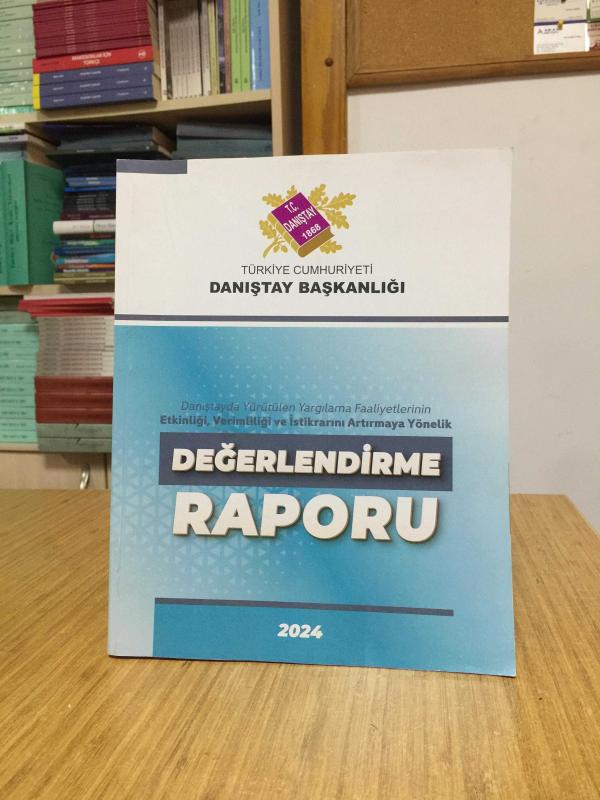 T.C.
DANIŞTAY
1868
TÜRKİYE CUMHURİYETİ
DANIŞTAY BAŞKANLIĞI
Danıştayda Yürütülen Yargılama Faaliyetlerinin
Etkinliği, Verimliliği ve İstikrarını Artırmaya Yönelik
DEĞERLENDİRME
RAPORU
2024